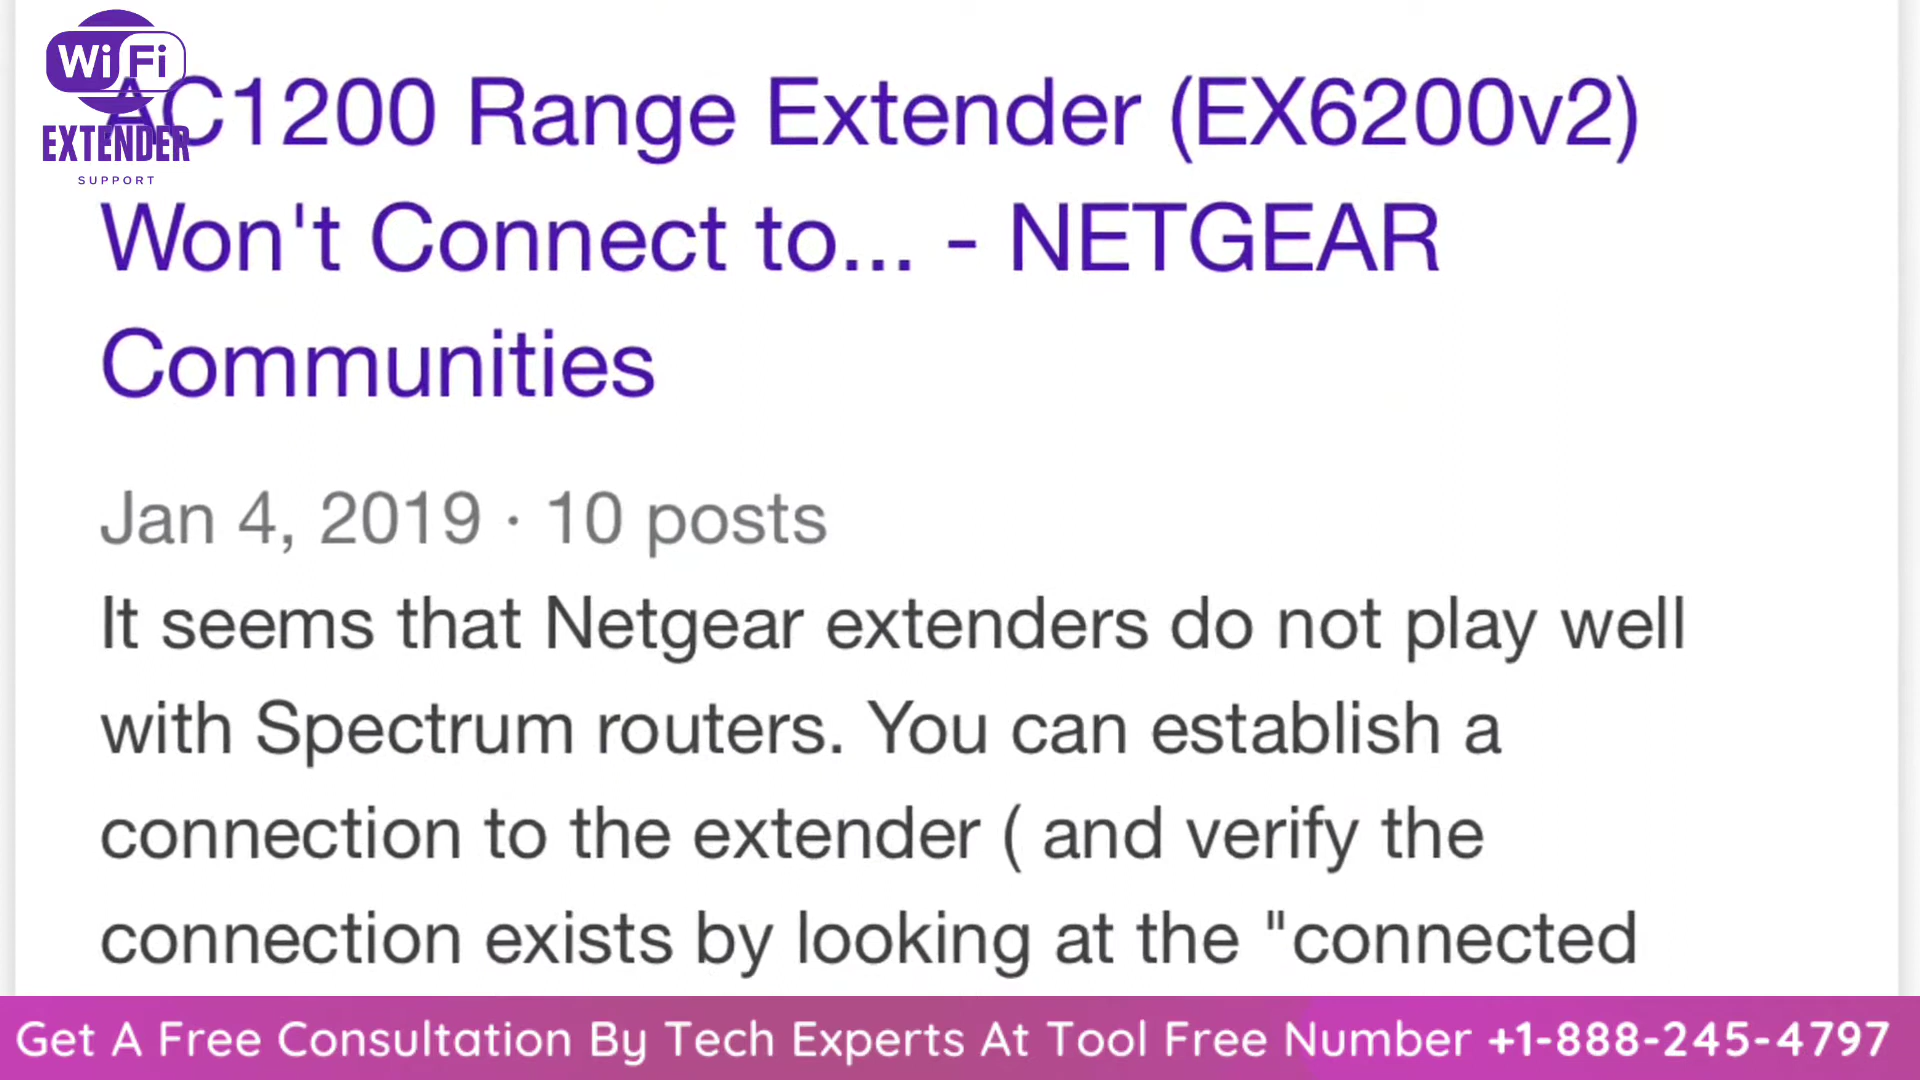 WiFi
EXTENDER
SUPPORT
AC1200 Range Extender (EX6200v2)
Won't Connect to... - NETGEAR
Communities
Jan 4, 2019 · 10 posts
It seems that Netgear extenders do not play well
with Spectrum routers. You can establish a
connection to the extender ( and verify the
connection exists by looking at the "connected
Get A Free Consultation By Tech Experts At Tool Free Number +1-888-245-4797